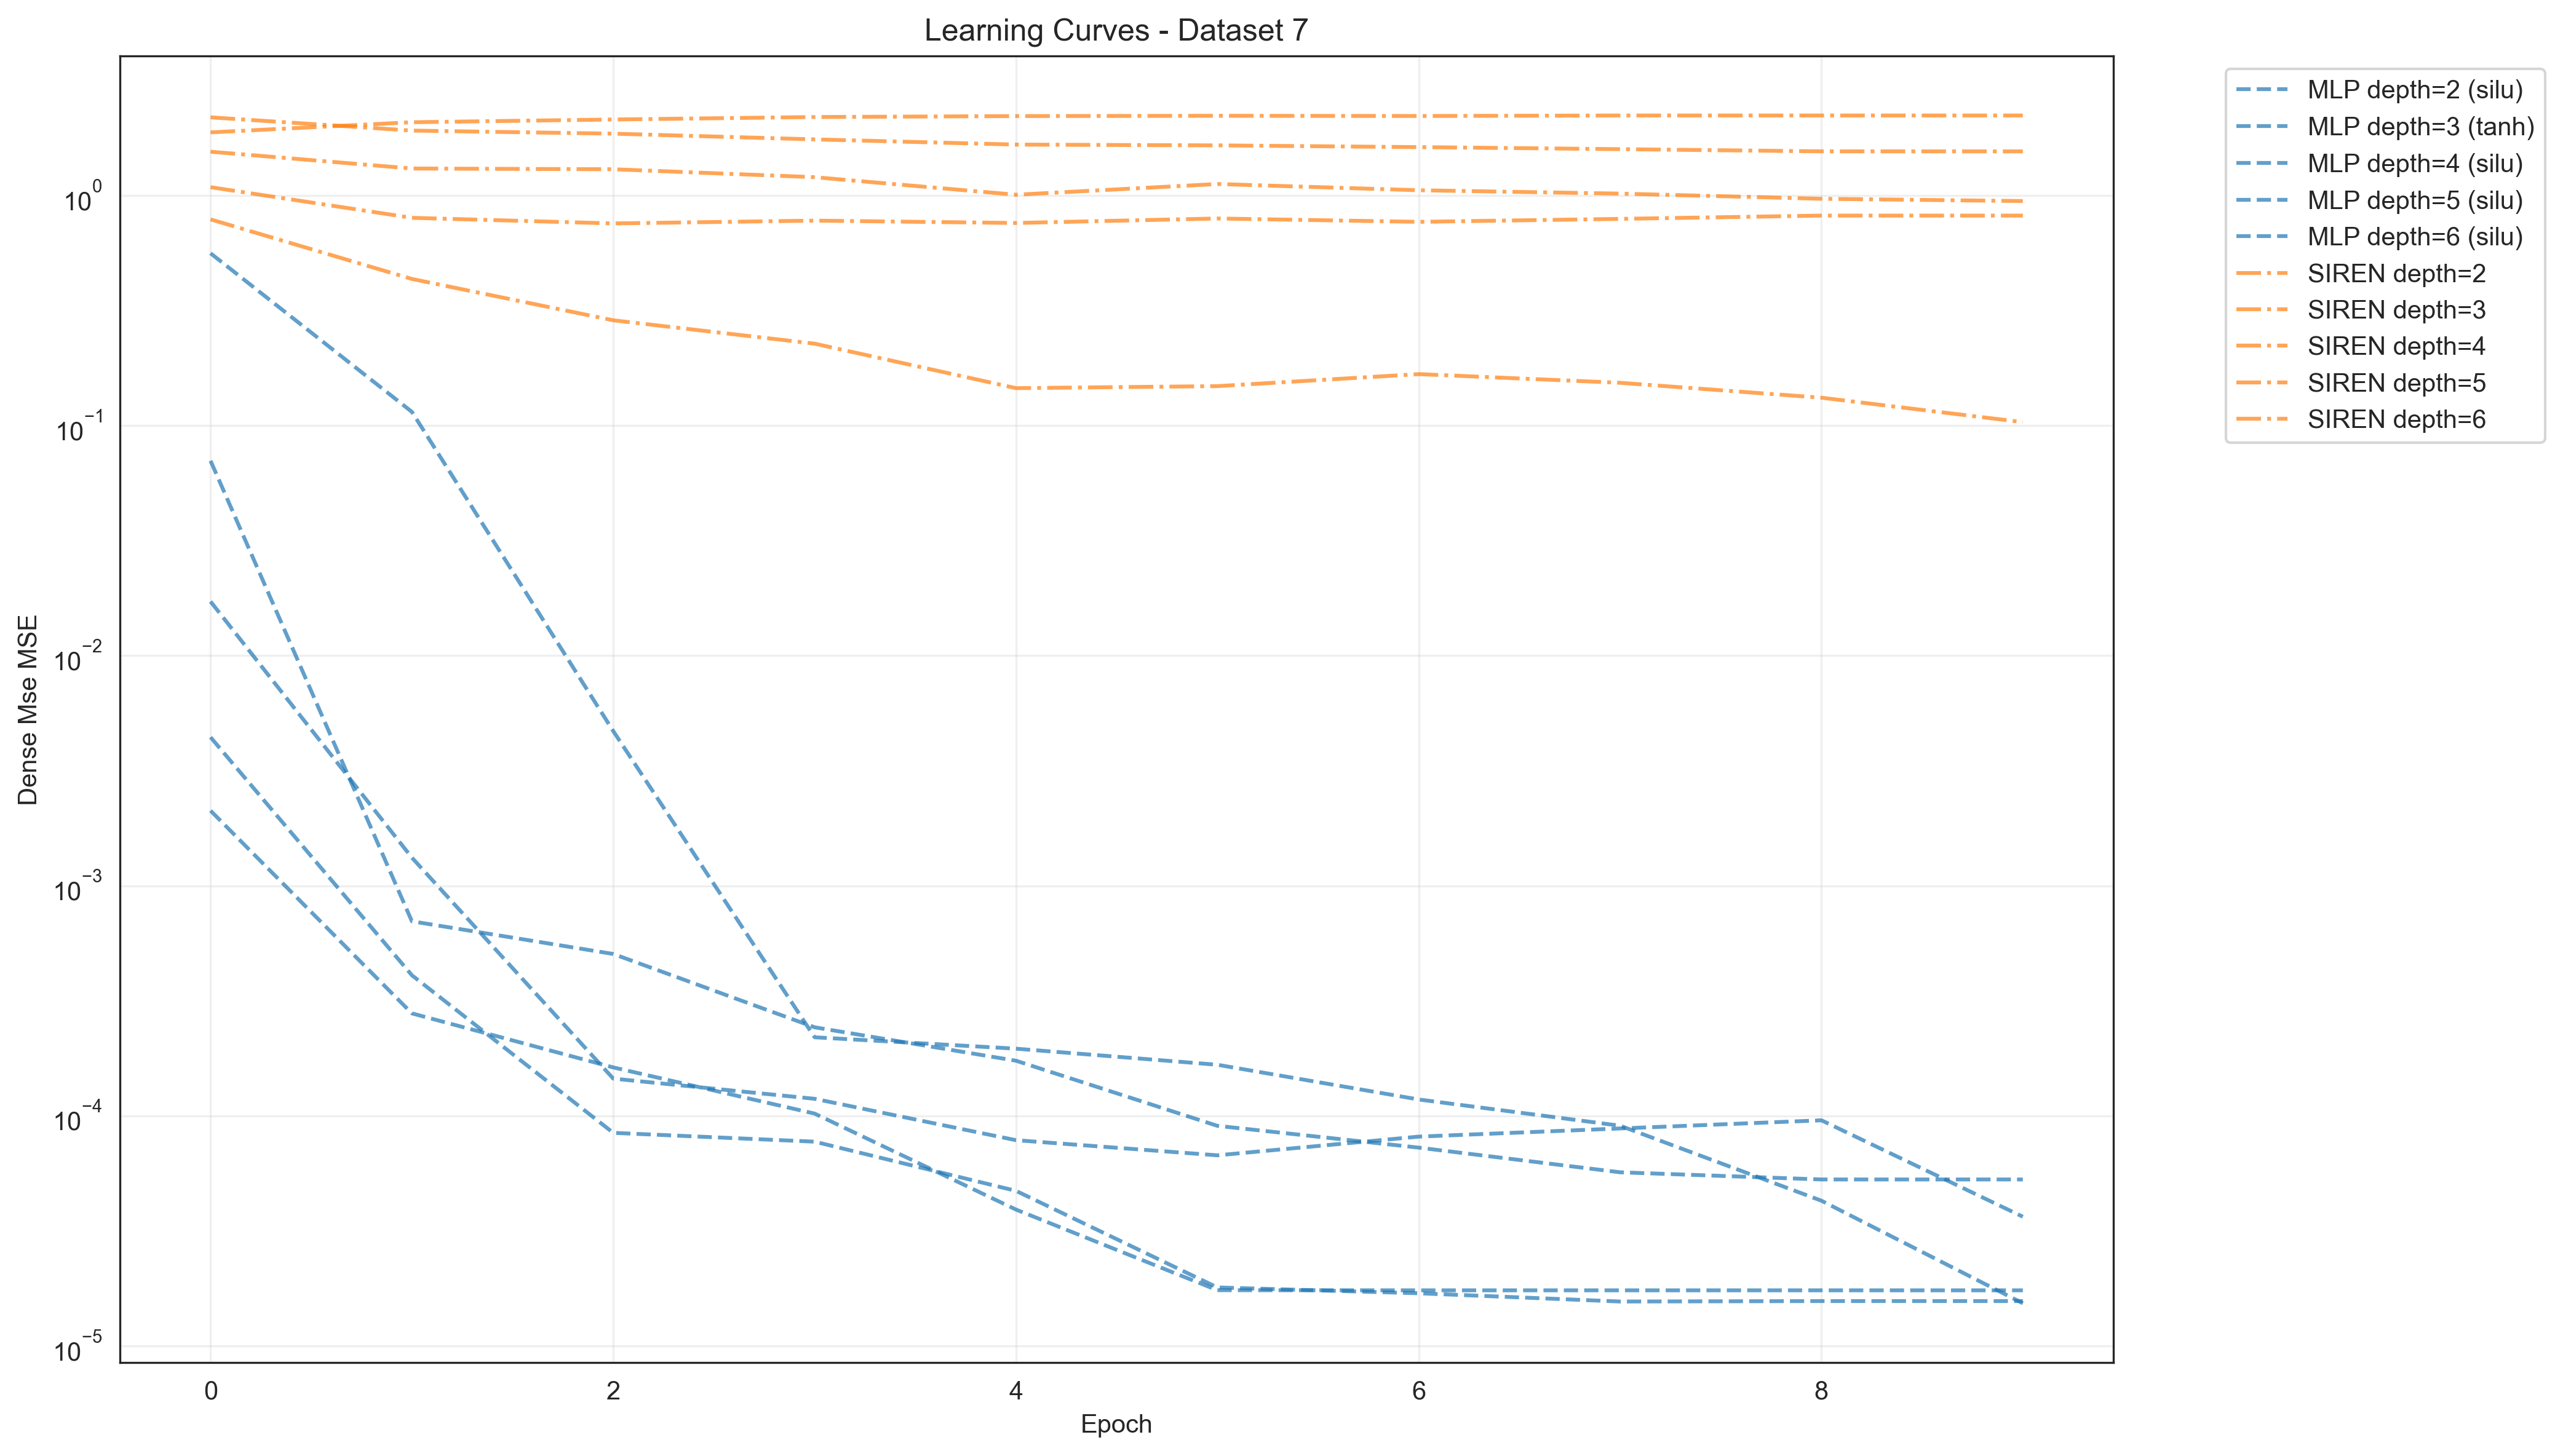 Learning Curves - Dataset 7
Dense Mse MSE
10⁰
10⁻¹
10⁻²
10⁻³
10⁻⁴
10⁻⁵
0 2 4 6 8
Epoch
MLP depth=2 (silu)
MLP depth=3 (tanh)
MLP depth=4 (silu)
MLP depth=5 (silu)
MLP depth=6 (silu)
SIREN depth=2
SIREN depth=3
SIREN depth=4
SIREN depth=5
SIREN depth=6